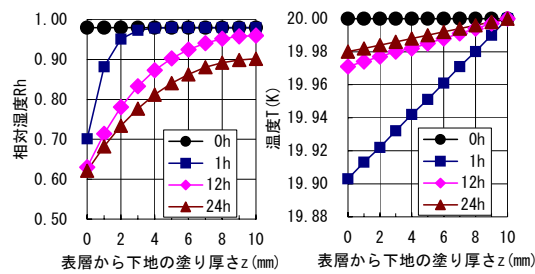 相対湿度Rh
1.00
0.90
0.80
0.70
0.60
0.50
0 2 4 6 8 10
表層から下地の塗り厚さz(mm)
0h
1h
12h
24h
温度T(K)
20.00
19.98
19.96
19.94
19.92
19.90
19.88
0 2 4 6 8 10
表層から下地の塗り厚さz(mm)
0h
1h
12h
24h